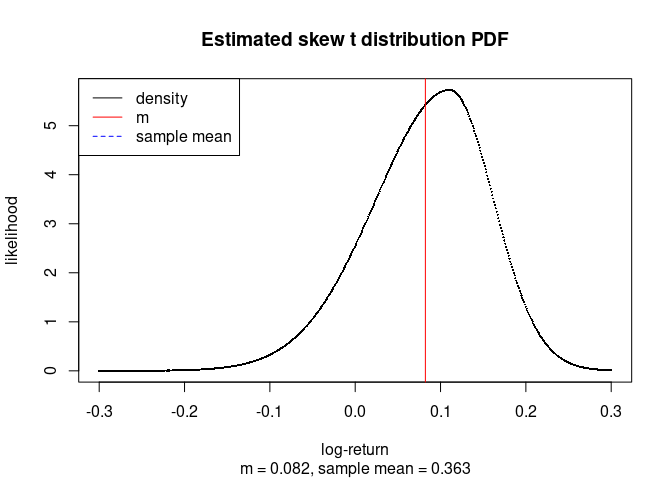 Estimated skew t distribution PDF
density
m
sample mean
likelihood
5
4
3
2
1
0
-0.3 -0.2 -0.1 0.0 0.1 0.2 0.3
log-return
m = 0.082, sample mean = 0.363